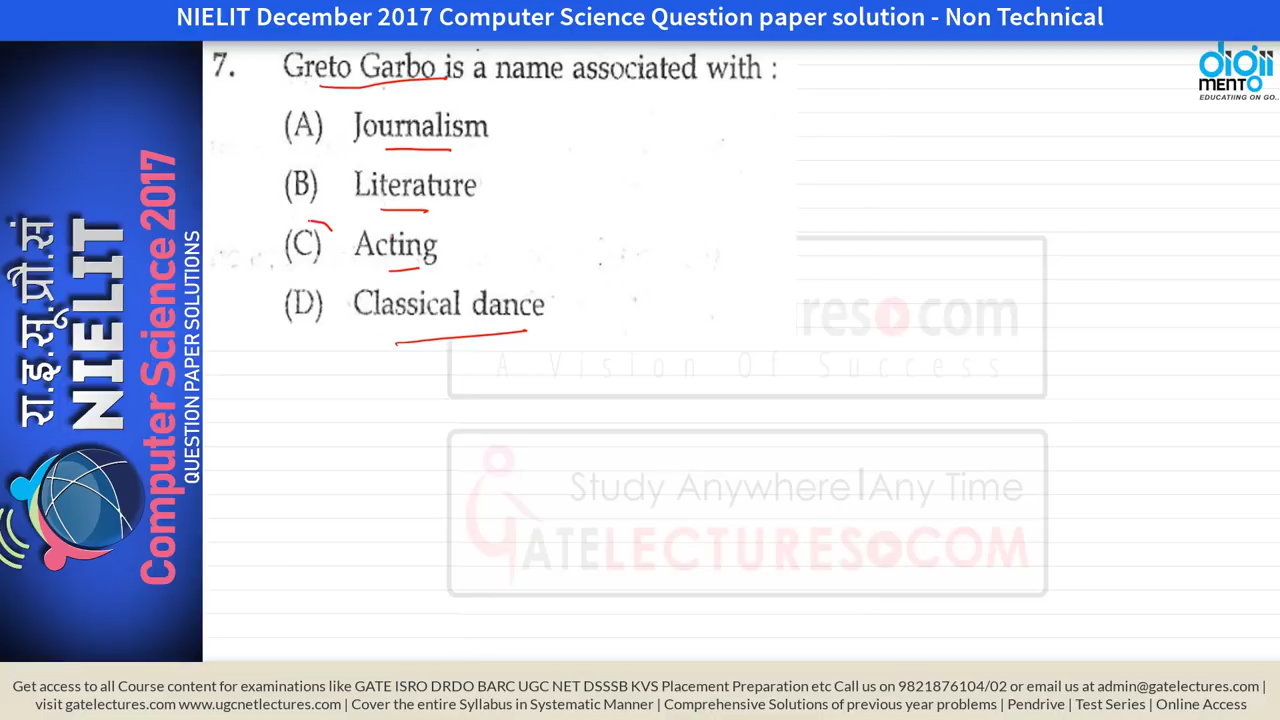 NIELIT December 2017 Computer Science Question paper solution - Non Technical
digii
MENTO
EDUCATIING ON GO..
7. Greto Garbo is a name associated with :
(A) Journalism
(B) Literature
(C) Acting
(D) Classical dance
रा.इ.सू.प्रौ.सं
NIELIT
Computer Science 2017
QUESTION PAPER SOLUTIONS
res com
A Vision Of Success
Study Anywhere Any Time
GATELECTURES.COM
Get access to all Course content for examinations like GATE ISRO DRDO BARC UGC NET DSSSB KVS Placement Preparation etc Call us on 9821876104/02 or email us at admin@gatelectures.com |
visit gatelectures.com www.ugcnetlectures.com | Cover the entire Syllabus in Systematic Manner | Comprehensive Solutions of previous year problems | Pendrive | Test Series | Online Access